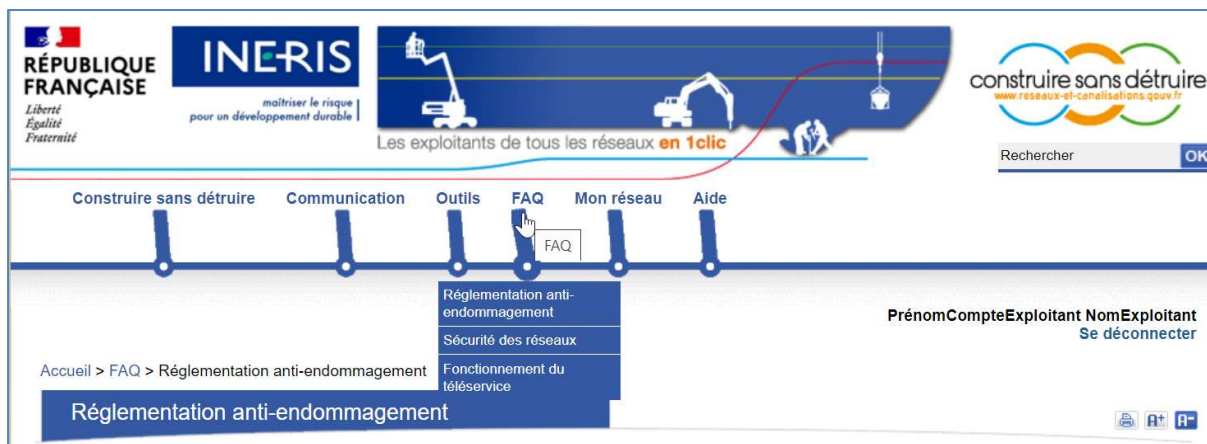 RÉPUBLIQUE
FRANÇAISE
Liberté
Égalité
Fraternité
INERIS
maîtriser le risque
pour un développement durable
Les exploitants de tous les réseaux en 1clic
construire sans détruire
www.reseaux-et-canalisations.gouv.fr
Rechercher
OK
Construire sans détruire
Communication
Outils
FAQ
Mon réseau
Aide
FAQ
Réglementation anti-
endommagement
Sécurité des réseaux
Fonctionnement du
téléservice
PrénomCompteExploitant NomExploitant
Se déconnecter
Accueil > FAQ > Réglementation anti-endommagement
Réglementation anti-endommagement
A+
A-